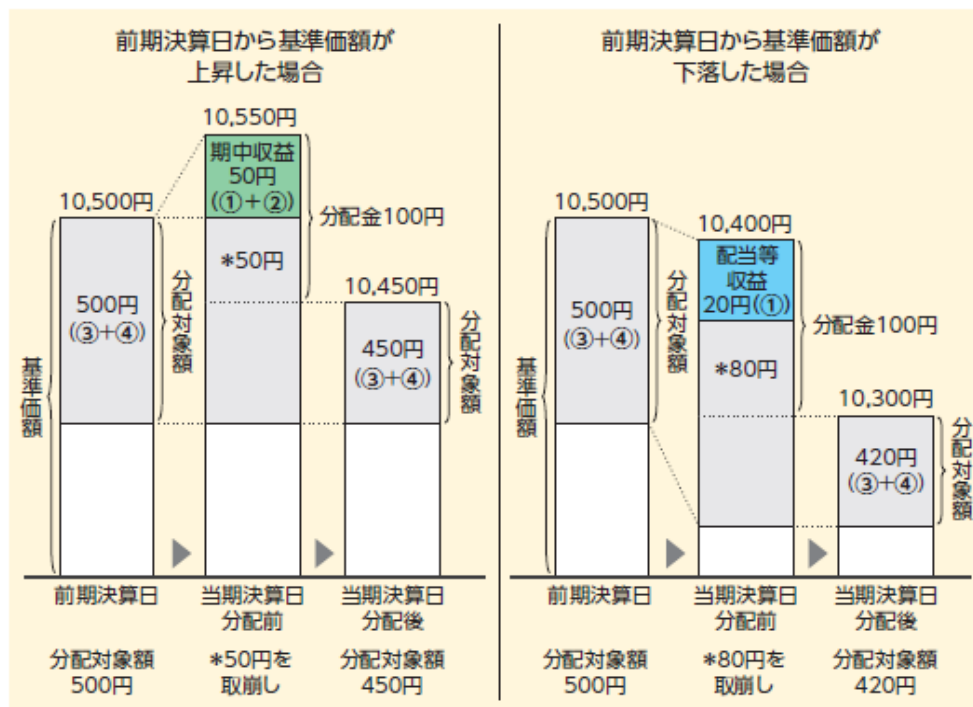 前期決算日から基準価額が
上昇した場合
10,550円
期中収益
50円
(①+②)
10,500円
分配金100円
*50円
10,450円
500円
(③+④)
分配対象額
450円
(③+④)
分配対象額
基準価額
前期決算日
当期決算日
分配前
当期決算日
分配後
分配対象額
500円
*50円を
取崩し
分配対象額
450円
前期決算日から基準価額が
下落した場合
10,500円
10,400円
配当等
収益
20円(①)
500円
(③+④)
分配対象額
分配金100円
*80円
10,300円
基準価額
420円
(③+④)
分配対象額
前期決算日
当期決算日
分配前
当期決算日
分配後
分配対象額
500円
*80円を
取崩し
分配対象額
420円